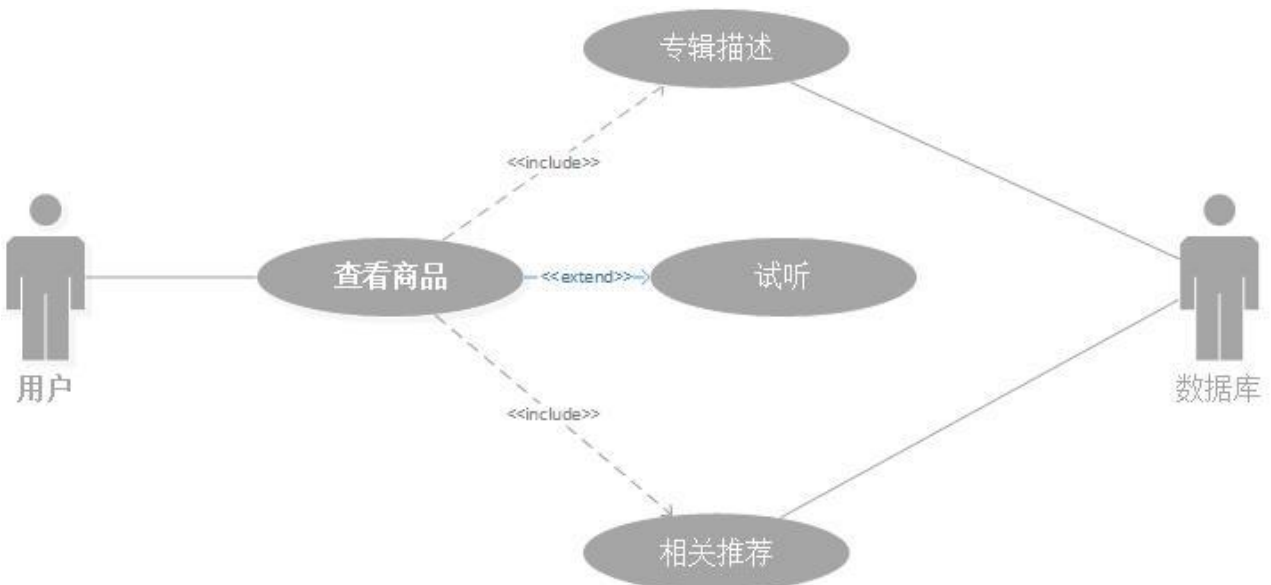 专辑描述
<<include>>
查看商品
<<extend>>
试听
用户
数据库
<<include>>
相关推荐